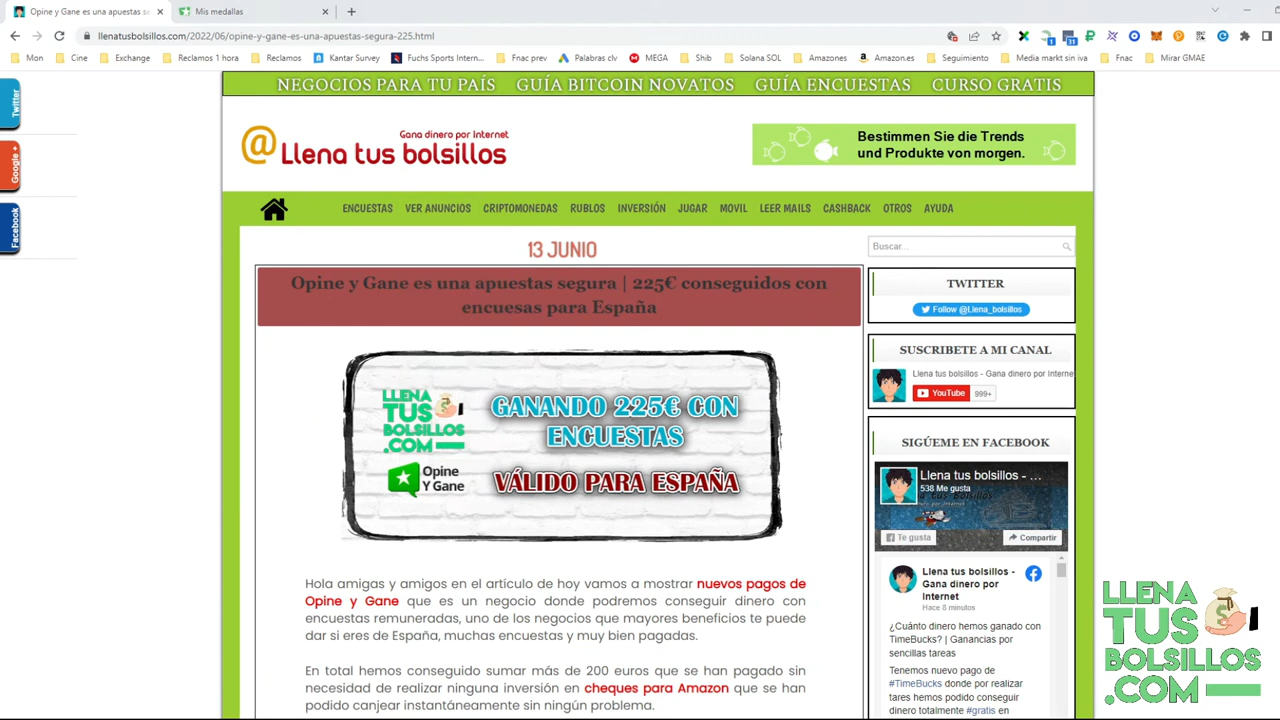 Opine y Gane es una apuestas se
Mis medallas
llenatusbolsillos.com/2022/06/opine-y-gane-es-una-apuestas-segura-225.html
Mon Cine Exchange Reclamos 1 hora Reclamos Kantar Survey Fuchs Sports Intern... Fnac prev Palabras clv MEGA Shib Solana SOL Amazones Amazon.es Seguimiento Media markt sin iva Fnac Mirar GMAE
Twitter
Google +
Facebook
NEGOCIOS PARA TU PAÍS GUÍA BITCOIN NOVATOS GUÍA ENCUESTAS CURSO GRATIS
Gana dinero por Internet
@Llena tus bolsillos
Bestimmen Sie die Trends
und Produkte von morgen.
ENCUESTAS VER ANUNCIOS CRIPTOMONEDAS RUBLOS INVERSIÓN JUGAR MOVIL LEER MAILS CASHBACK OTROS AYUDA
13 JUNIO
Opine y Gane es una apuestas segura | 225€ conseguidos con
encuesas para España
LLENA
TUS
BOLSILLOS
.COM
Opine
Y Gane
GANANDO 225€ CON
ENCUESTAS
VÁLIDO PARA ESPAÑA
Hola amigas y amigos en el artículo de hoy vamos a mostrar nuevos pagos de
Opine y Gane que es un negocio donde podremos conseguir dinero con
encuestas remuneradas, uno de los negocios que mayores beneficios te puede
dar si eres de España, muchas encuestas y muy bien pagadas.
En total hemos conseguido sumar más de 200 euros que se han pagado sin
necesidad de realizar ninguna inversión en cheques para Amazon que se han
podido canjear instantáneamente sin ningún problema.
Buscar...
TWITTER
Follow @Llena_bolsillos
SUSCRIBETE A MI CANAL
Llena tus bolsillos - Gana dinero por Interne
YouTube 999+
SIGÚEME EN FACEBOOK
Llena tus bolsillos - ...
538 Me gusta
Te gusta
Compartir
Llena tus bolsillos -
Gana dinero por
Internet
Hace 8 minutos
¿Cuánto dinero hemos ganado con
TimeBucks? | Ganancias por
sencillas tareas
Tenemos nuevo pago de
#TimeBucks donde por realizar
tares hemos podido conseguir
dinero totalmente #gratis en
LLENA
TUS
BOLSILLOS
.COM